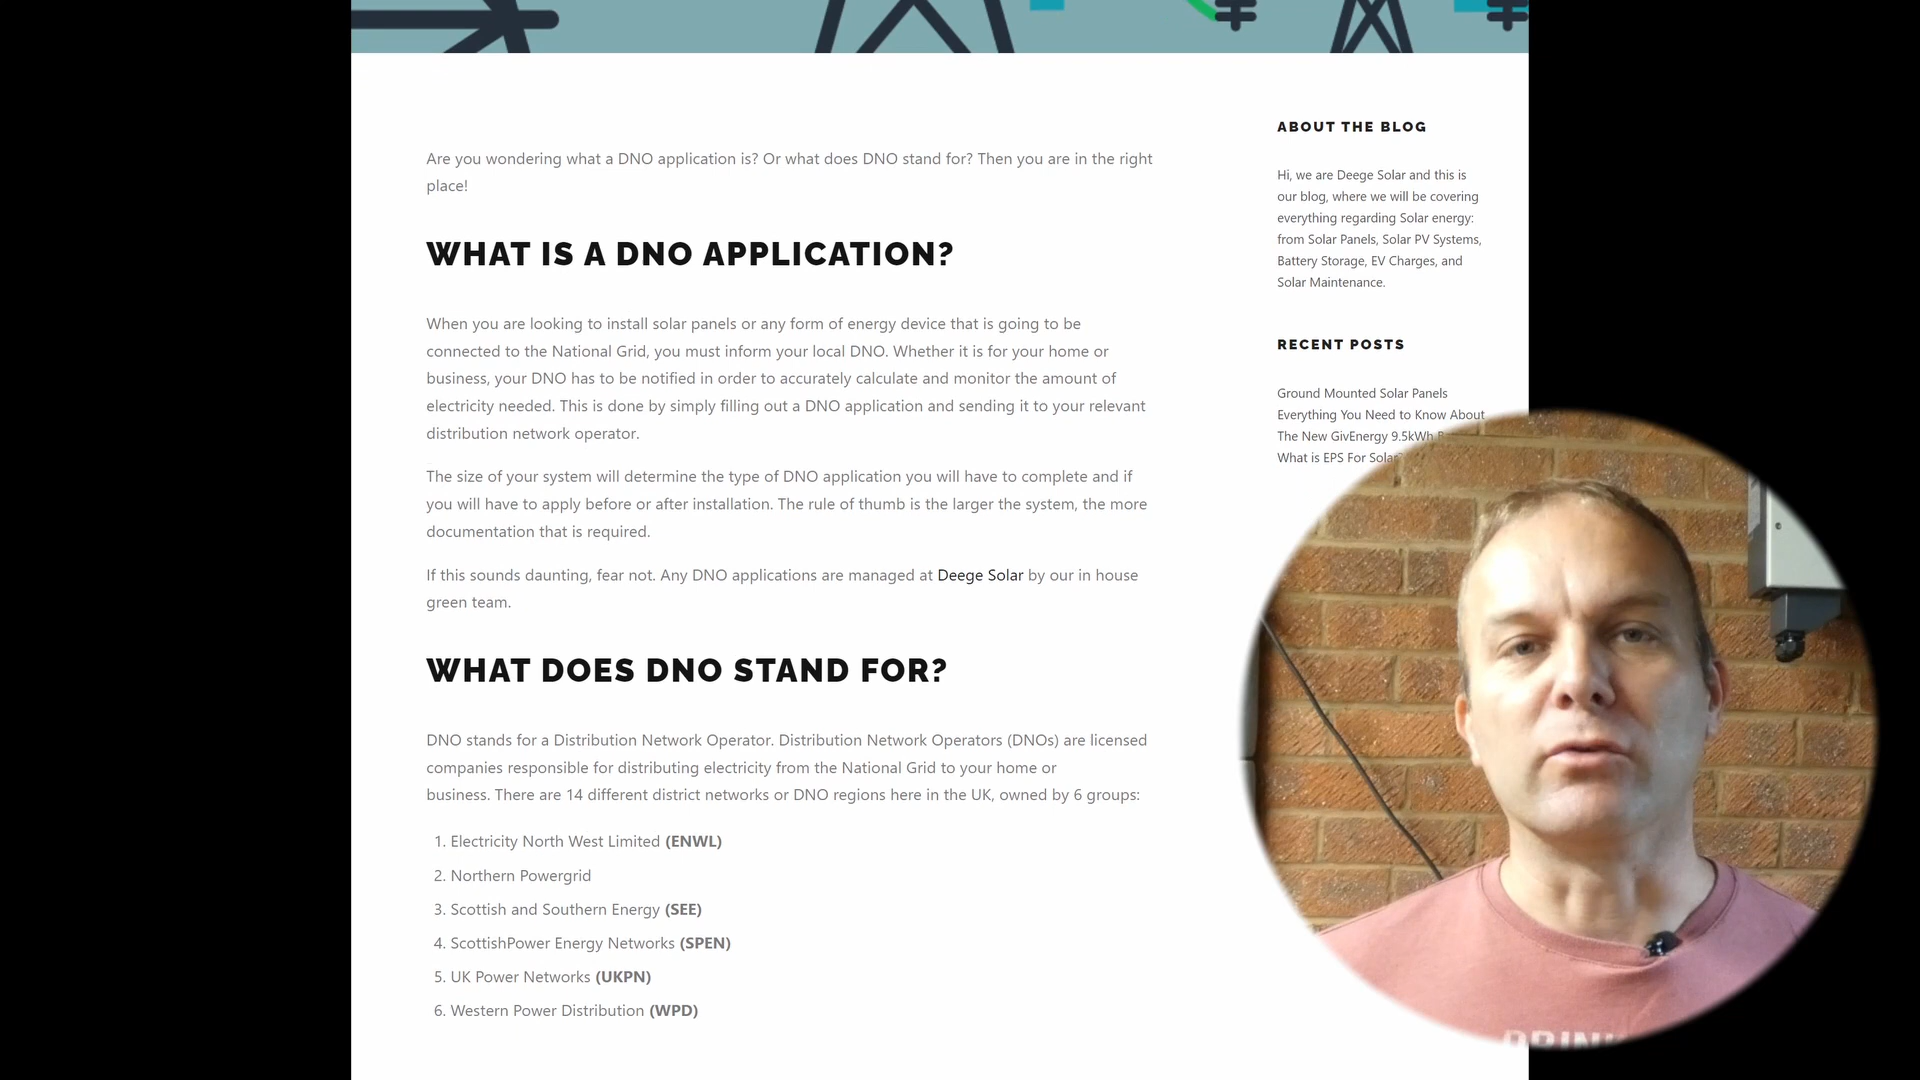 Are you wondering what a DNO application is? Or what does DNO stand for? Then you are in the right
place!
WHAT IS A DNO APPLICATION?
When you are looking to install solar panels or any form of energy device that is going to be
connected to the National Grid, you must inform your local DNO. Whether it is for your home or
business, your DNO has to be notified in order to accurately calculate and monitor the amount of
electricity needed. This is done by simply filling out a DNO application and sending it to your relevant
distribution network operator.
The size of your system will determine the type of DNO application you will have to complete and if
you will have to apply before or after installation. The rule of thumb is the larger the system, the more
documentation that is required.
If this sounds daunting, fear not. Any DNO applications are managed at Deege Solar by our in house
green team.
WHAT DOES DNO STAND FOR?
DNO stands for a Distribution Network Operator. Distribution Network Operators (DNOs) are licensed
companies responsible for distributing electricity from the National Grid to your home or
business. There are 14 different district networks or DNO regions here in the UK, owned by 6 groups:
1. Electricity North West Limited (ENWL)
2. Northern Powergrid
3. Scottish and Southern Energy (SEE)
4. ScottishPower Energy Networks (SPEN)
5. UK Power Networks (UKPN)
6. Western Power Distribution (WPD)
ABOUT THE BLOG
Hi, we are Deege Solar and this is
our blog, where we will be covering
everything regarding Solar energy:
from Solar Panels, Solar PV Systems,
Battery Storage, EV Charges, and
Solar Maintenance.
RECENT POSTS
Ground Mounted Solar Panels
Everything You Need to Know About
The New GivEnergy 9.5kWh
What is EPS For Solar
DRINK